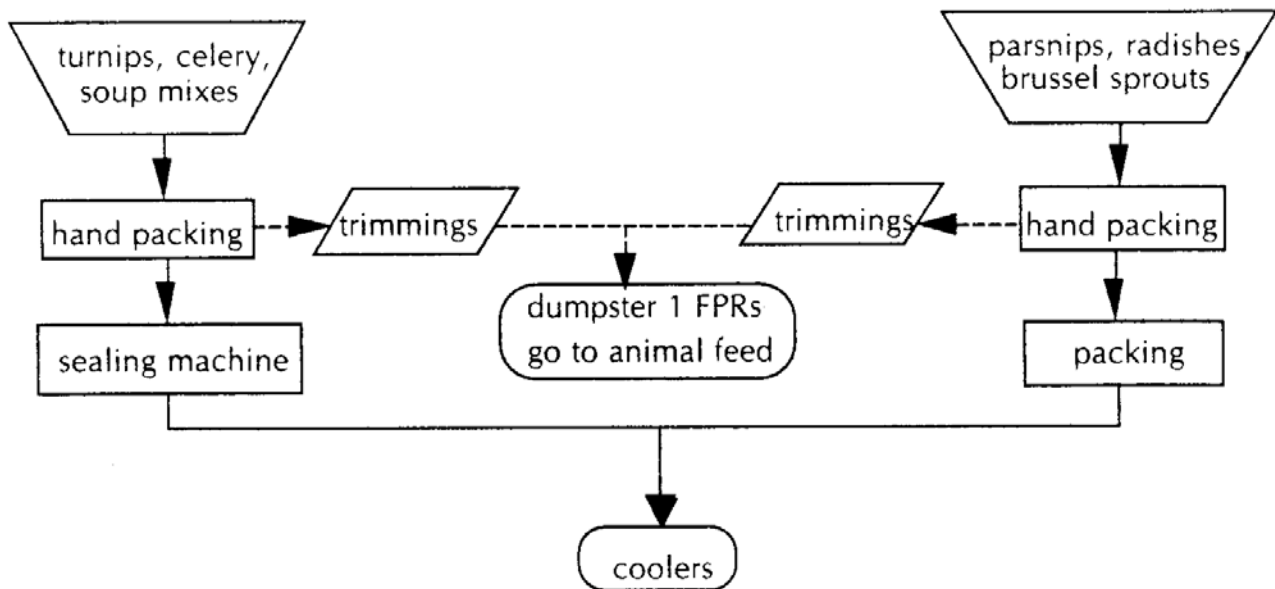 turnips, celery,
soup mixes
parsnips, radishes,
brussel sprouts
hand packing
trimmings
trimmings
hand packing
dumpster 1 FPRs
go to animal feed
sealing machine
packing
coolers